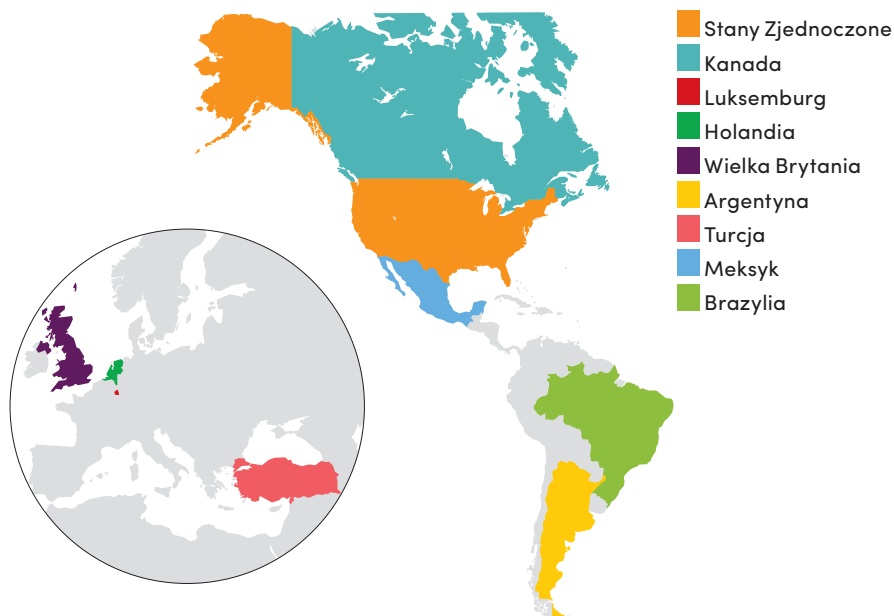 Stany Zjednoczone
Kanada
Luksemburg
Holandia
Wielka Brytania
Argentyna
Turcja
Meksyk
Brazylia